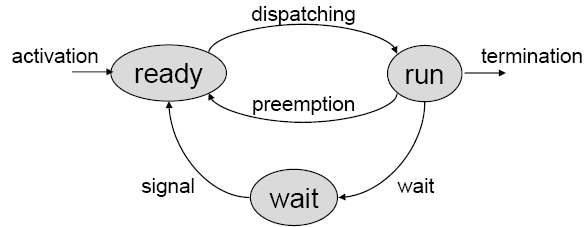 dispatching
activation
termination
ready
run
preemption
signal
wait
wait